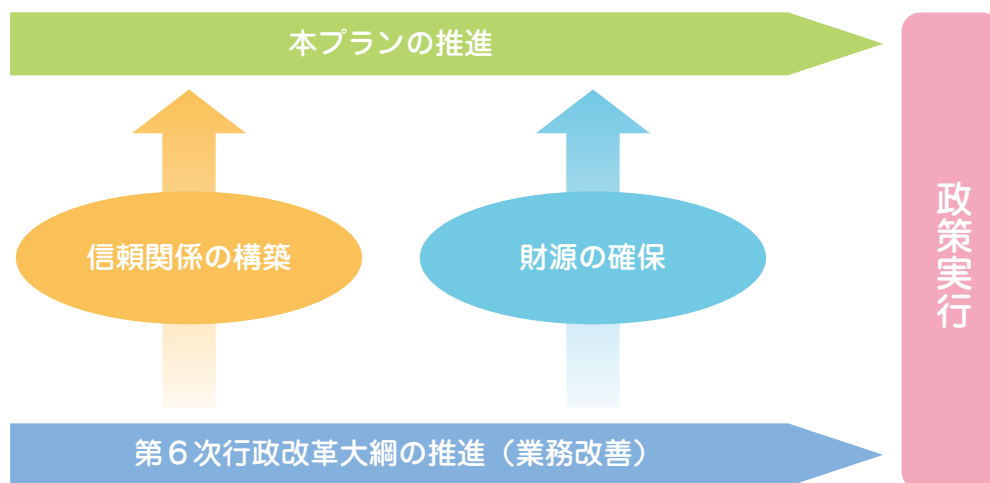 本プランの推進
信頼関係の構築
財源の確保
政策実行
第６次行政改革大綱の推進（業務改善）